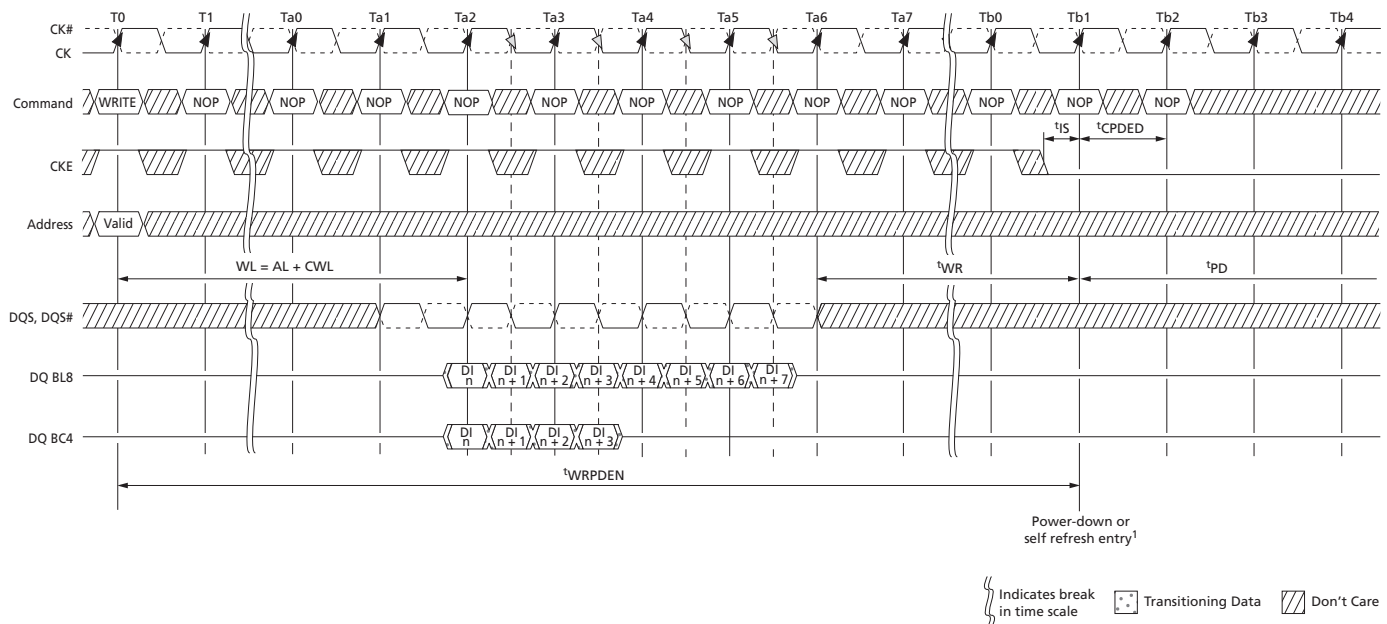 T0 T1 Ta0 Ta1 Ta2 Ta3 Ta4 Ta5 Ta6 Ta7 Tb0 Tb1 Tb2 Tb3 Tb4
CK#
CK
Command WRITE NOP NOP NOP NOP NOP NOP NOP NOP NOP NOP NOP NOP
tIS tCPDED
CKE
Address Valid
WL = AL + CWL tWR tPD
DQS, DQS#
DQ BL8 DI n DI n + 1 DI n + 2 DI n + 3 DI n + 4 DI n + 5 DI n + 6 DI n + 7
DQ BC4 DI n DI n + 1 DI n + 2 DI n + 3
tWRPDEN
Power-down or
self refresh entry1
Indicates break
in time scale
Transitioning Data
Don't Care